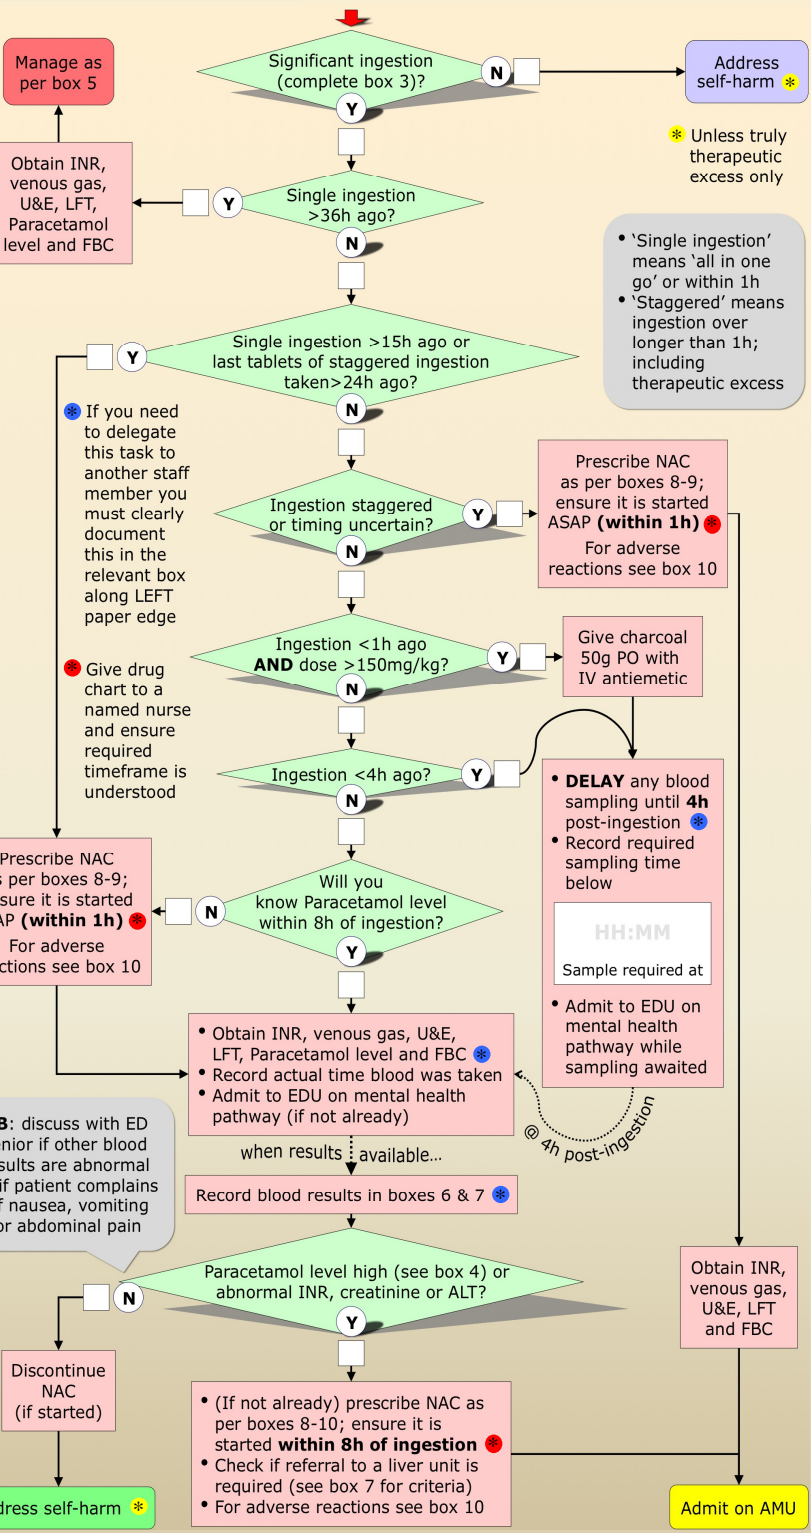 Significant ingestion
(complete box 3)?
N
Y
Address
self-harm *
* Unless truly
therapeutic
excess only
Manage as
per box 5
Obtain INR,
venous gas,
U&E, LFT,
Paracetamol
level and FBC
Y
Single ingestion
>36h ago?
N
• ‘Single ingestion’
means ‘all in one
go’ or within 1h
• ‘Staggered’ means
ingestion over
longer than 1h;
including
therapeutic excess
Y
Single ingestion >15h ago or
last tablets of staggered ingestion
taken>24h ago?
N
* If you need
to delegate
this task to
another staff
member you
must clearly
document
this in the
relevant box
along LEFT
paper edge
* Give drug
chart to a
named nurse
and ensure
required
timeframe is
understood
Ingestion staggered
or timing uncertain?
Y
N
Prescribe NAC
as per boxes 8-9;
ensure it is started
ASAP (within 1h) *
For adverse
reactions see box 10
Ingestion <1h ago
AND dose >150mg/kg?
Y
N
Give charcoal
50g PO with
IV antiemetic
Ingestion <4h ago?
Y
N
• DELAY any blood
sampling until 4h
post-ingestion *
• Record required
sampling time
below
HH:MM
Sample required at
• Admit to EDU on
mental health
pathway while
sampling awaited
Will you
know Paracetamol level
within 8h of ingestion?
N
Y
Prescribe NAC
per boxes 8-9;
sure it is started
AP (within 1h) *
For adverse
ctions see box 10
• Obtain INR, venous gas, U&E,
LFT, Paracetamol level and FBC *
• Record actual time blood was taken
• Admit to EDU on mental health
pathway (if not already)
@ 4h post-ingestion
when results available...
Record blood results in boxes 6 & 7 *
B: discuss with ED
enior if other blood
sults are abnormal
if patient complains
f nausea, vomiting
or abdominal pain
Paracetamol level high (see box 4) or
abnormal INR, creatinine or ALT?
N
Y
Discontinue
NAC
(if started)
dress self-harm *
• (If not already) prescribe NAC as
per boxes 8-10; ensure it is
started within 8h of ingestion *
• Check if referral to a liver unit is
required (see box 7 for criteria)
• For adverse reactions see box 10
Obtain INR,
venous gas,
U&E, LFT
and FBC
Admit on AMU